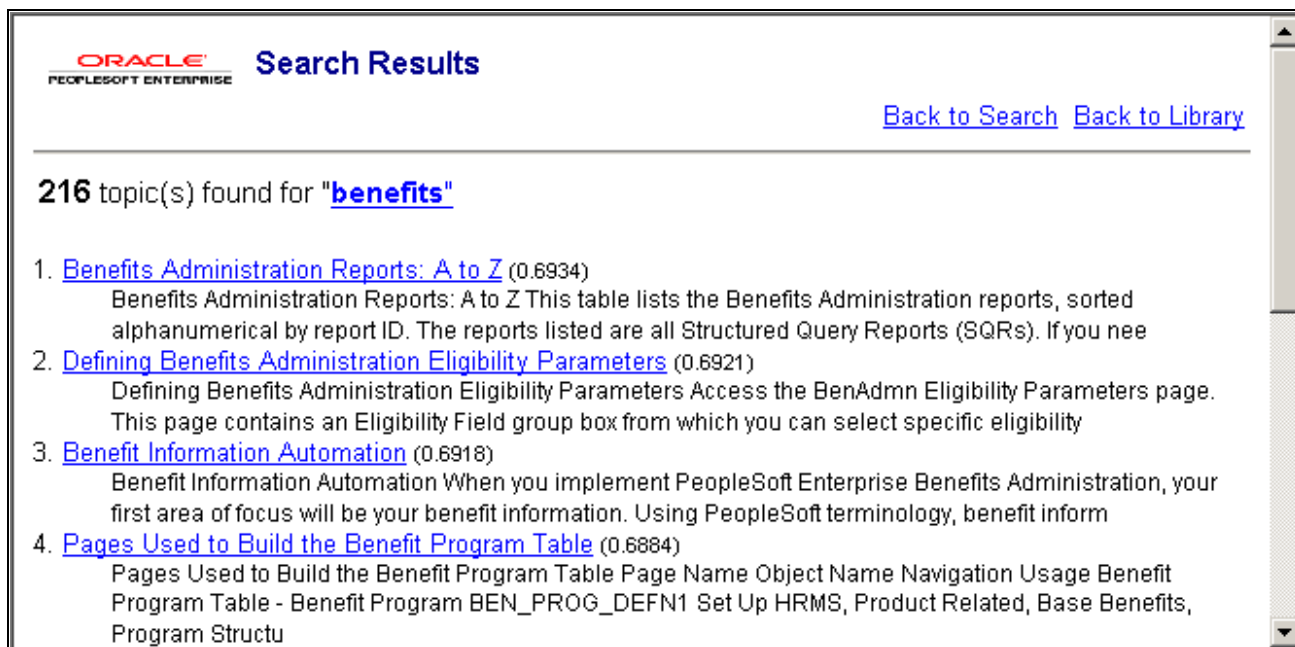 ORACLE Search Results
PEOPLESOFT ENTERPRISE
Back to Search Back to Library
216 topic(s) found for "benefits"
1. Benefits Administration Reports: A to Z (0.6934)
Benefits Administration Reports: A to Z This table lists the Benefits Administration reports, sorted
alphanumerical by report ID. The reports listed are all Structured Query Reports (SQRs). If you nee
2. Defining Benefits Administration Eligibility Parameters (0.6921)
Defining Benefits Administration Eligibility Parameters Access the BenAdmn Eligibility Parameters page.
This page contains an Eligibility Field group box from which you can select specific eligibility
3. Benefit Information Automation (0.6918)
Benefit Information Automation When you implement PeopleSoft Enterprise Benefits Administration, your
first area of focus will be your benefit information. Using PeopleSoft terminology, benefit inform
4. Pages Used to Build the Benefit Program Table (0.6884)
Pages Used to Build the Benefit Program Table Page Name Object Name Navigation Usage Benefit
Program Table - Benefit Program BEN_PROG_DEFN1 Set Up HRMS, Product Related, Base Benefits,
Program Structu